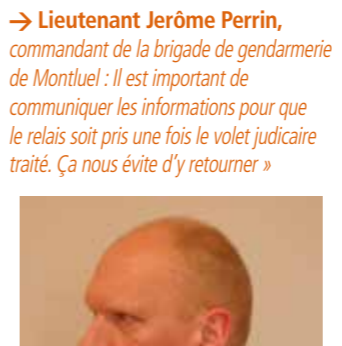 → Lieutenant Jerôme Perrin,
commandant de la brigade de gendarmerie
de Montluel : Il est important de
communiquer les informations pour que
le relais soit pris une fois le volet judicaire
traité. Ça nous évite d’y retourner »